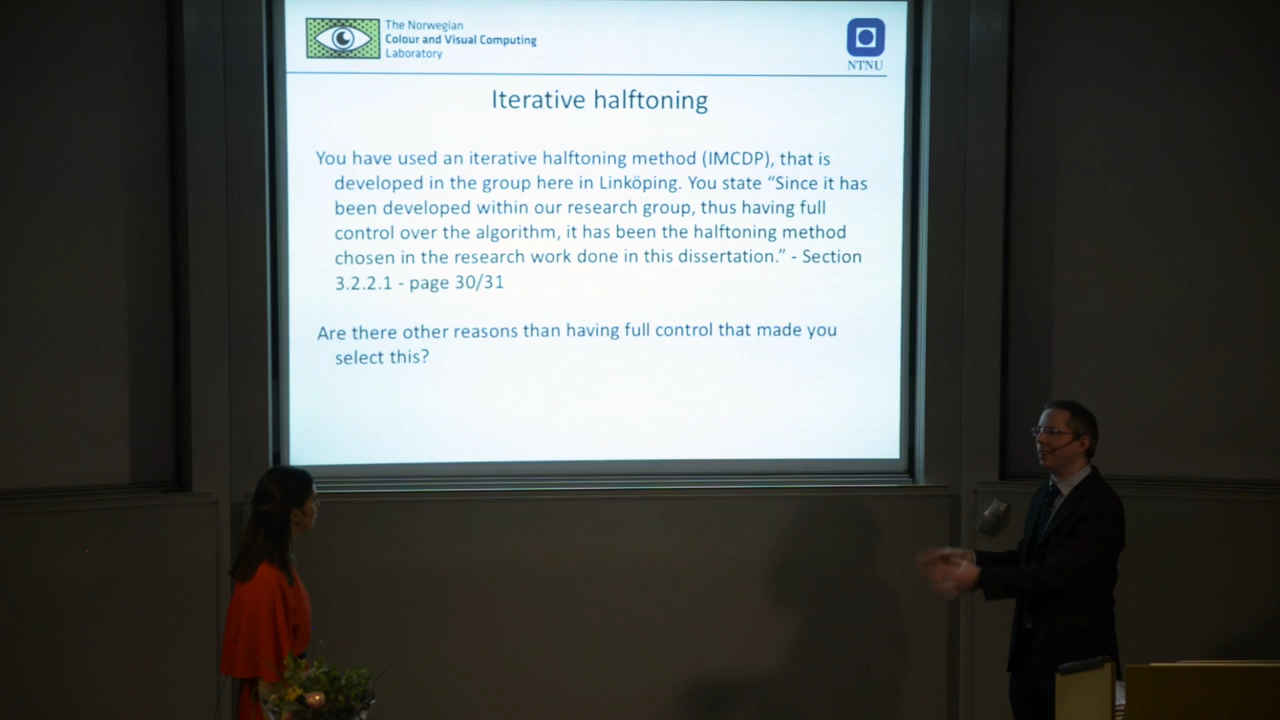 The Norwegian
Colour and Visual Computing
Laboratory
NTNU
Iterative halftoning
You have used an iterative halftoning method (IMCDP), that is
developed in the group here in Linköping. You state “Since it has
been developed within our research group, thus having full
control over the algorithm, it has been the halftoning method
chosen in the research work done in this dissertation.” - Section
3.2.2.1 - page 30/31
Are there other reasons than having full control that made you
select this?